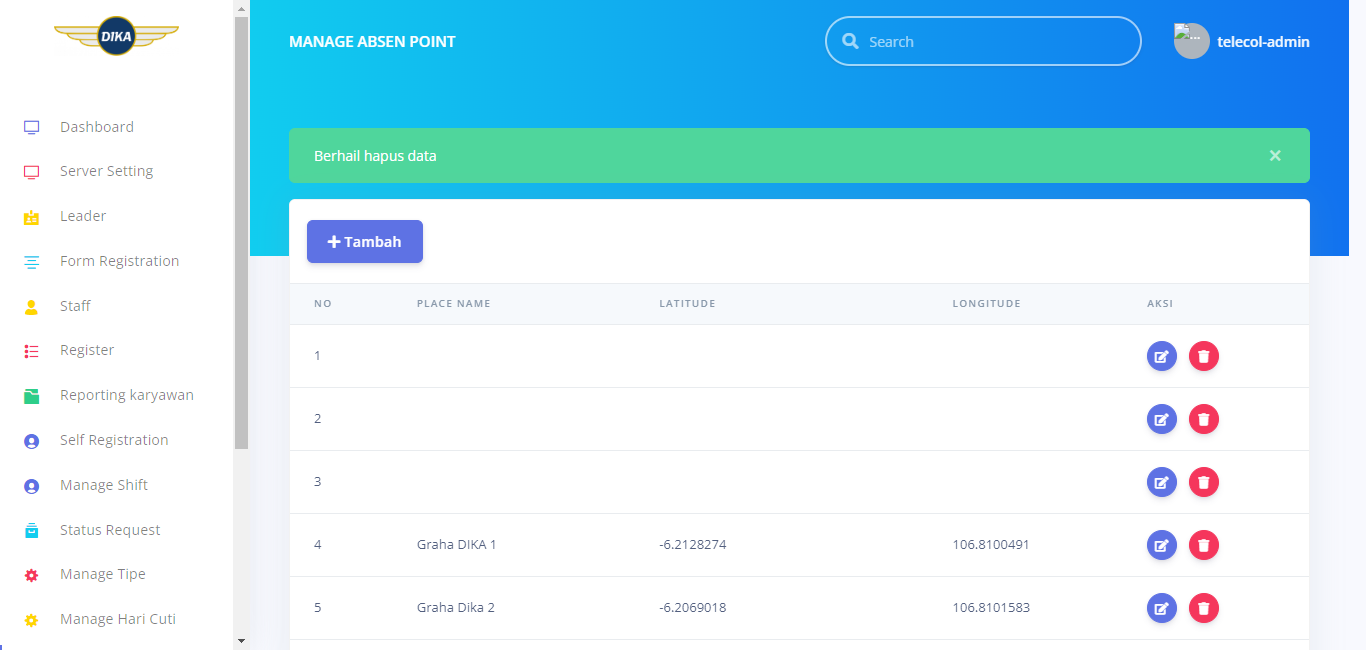 DIKA
MANAGE ABSEN POINT
Search
...
telecol-admin
Dashboard
Server Setting
Leader
Form Registration
Staff
Register
Reporting karyawan
Self Registration
Manage Shift
Status Request
Manage Tipe
Manage Hari Cuti
Berhail hapus data
×
Tambah
NO PLACE NAME LATITUDE LONGITUDE AKSI
1
2
3
4 Graha DIKA 1 -6.2128274 106.8100491
5 Graha Dika 2 -6.2069018 106.8101583